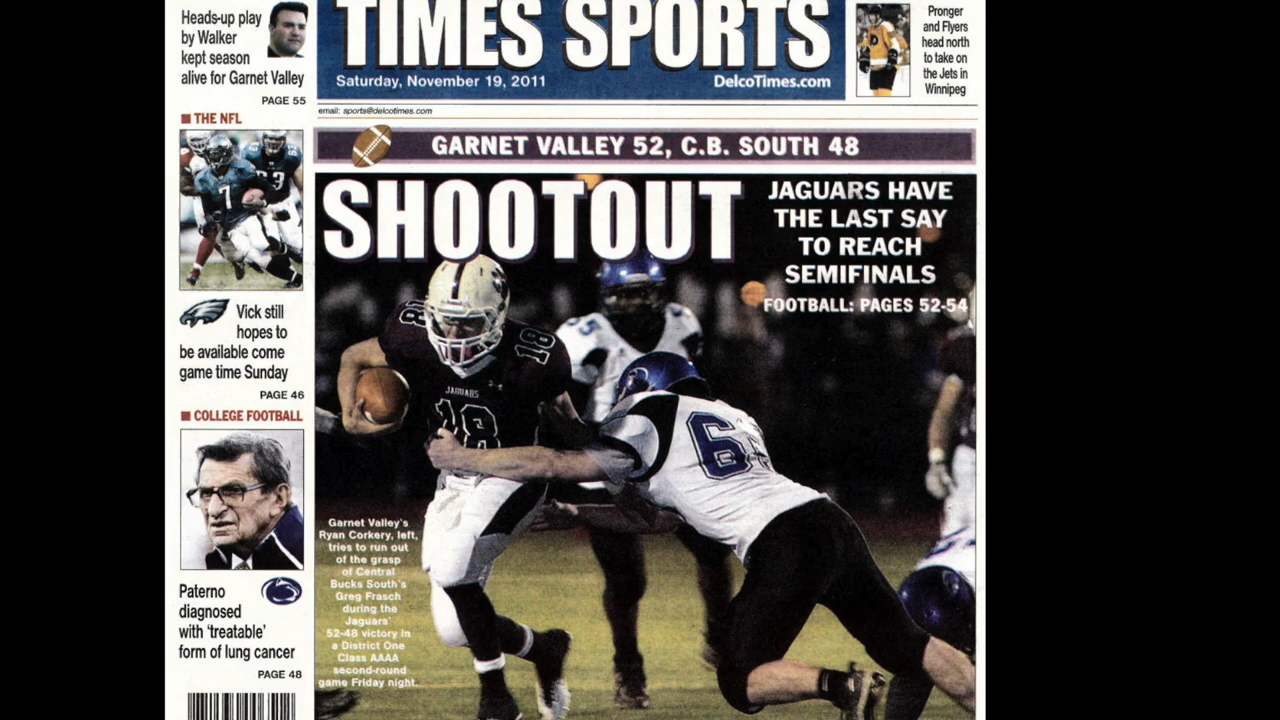 Heads-up play
by Walker
kept season
alive for Garnet Valley
PAGE 55
THE NFL
7
Vick still
hopes to
be available come
game time Sunday
PAGE 46
COLLEGE FOOTBALL
Paterno
diagnosed
with ‘treatable’
form of lung cancer
PAGE 48
TIMES SPORTS
Saturday, November 19, 2011
DelcoTimes.com
Pronger
and Flyers
head north
to take on
the Jets in
Winnipeg
email: sports@delcotimes.com
GARNET VALLEY 52, C.B. SOUTH 48
SHOOTOUT
JAGUARS HAVE
THE LAST SAY
TO REACH
SEMIFINALS
FOOTBALL: PAGES 52-54
18
JAGUARS
18
Garnet Valley’s
Ryan Corkery, left,
tries to run out
of the grasp
of Central
Bucks South’s
Greg Frasch
during the
Jaguars’
52-48 victory in
a District One
Class AAAA
second-round
game Friday night.